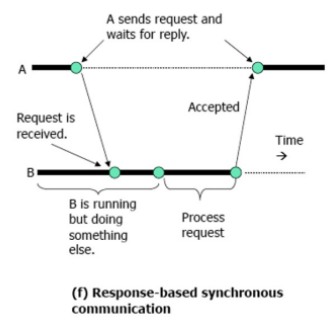 A sends request and
waits for reply.
A
Accepted
Request is
received.
Time
→
B
B is running
but doing
something
else.
Process
request
(f) Response-based synchronous
communication